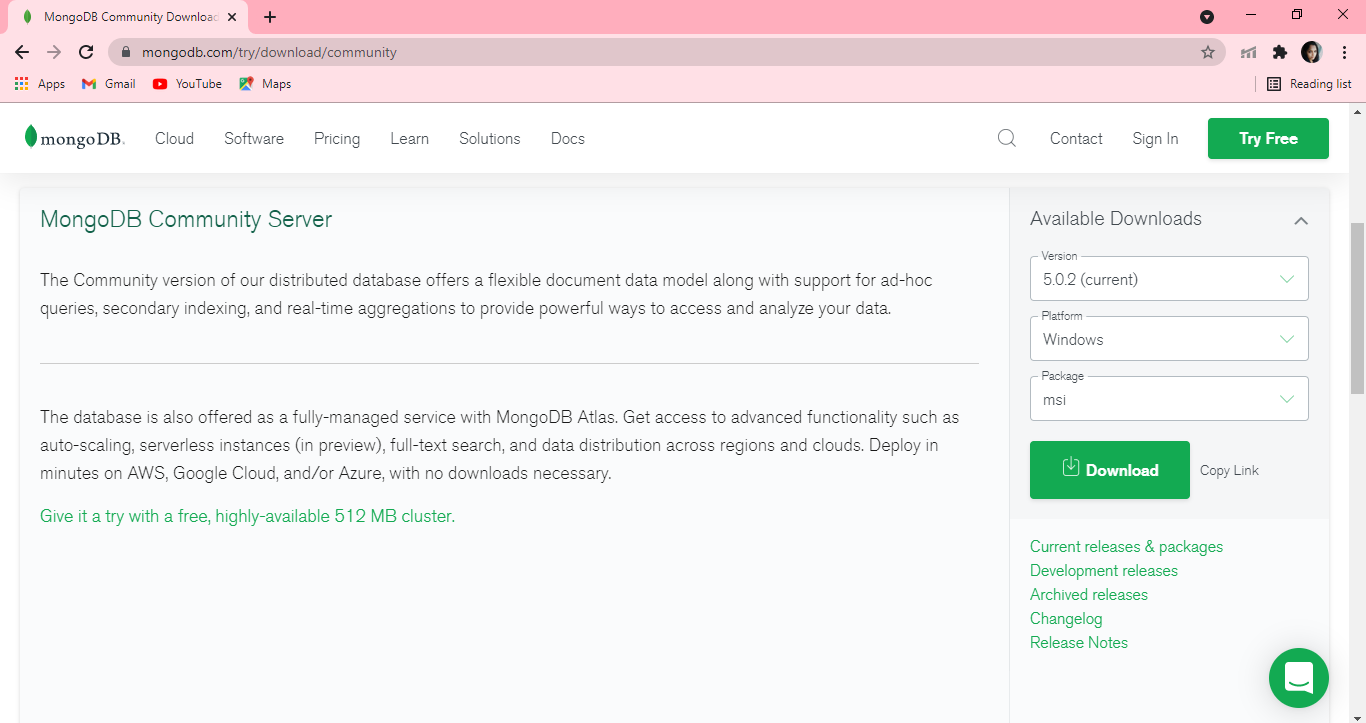 MongoDB Community Download
mongodb.com/try/download/community
Apps Gmail YouTube Maps Reading list
mongoDB. Cloud Software Pricing Learn Solutions Docs Contact Sign In Try Free
MongoDB Community Server
The Community version of our distributed database offers a flexible document data model along with support for ad-hoc
queries, secondary indexing, and real-time aggregations to provide powerful ways to access and analyze your data.
The database is also offered as a fully-managed service with MongoDB Atlas. Get access to advanced functionality such as
auto-scaling, serverless instances (in preview), full-text search, and data distribution across regions and clouds. Deploy in
minutes on AWS, Google Cloud, and/or Azure, with no downloads necessary.
Give it a try with a free, highly-available 512 MB cluster.
Available Downloads
Version
5.0.2 (current)
Platform
Windows
Package
msi
Download Copy Link
Current releases & packages
Development releases
Archived releases
Changelog
Release Notes